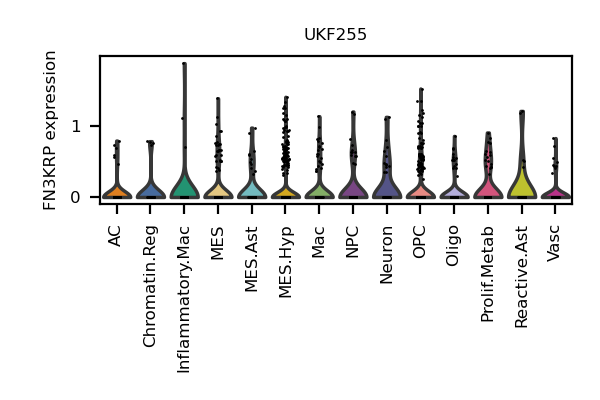 UKF255
FN3KRP expression
1
0
AC
Chromatin.Reg
Inflammatory.Mac
MES
MES.Ast
MES.Hyp
Mac
NPC
Neuron
OPC
Oligo
Prolif.Metab
Reactive.Ast
Vasc